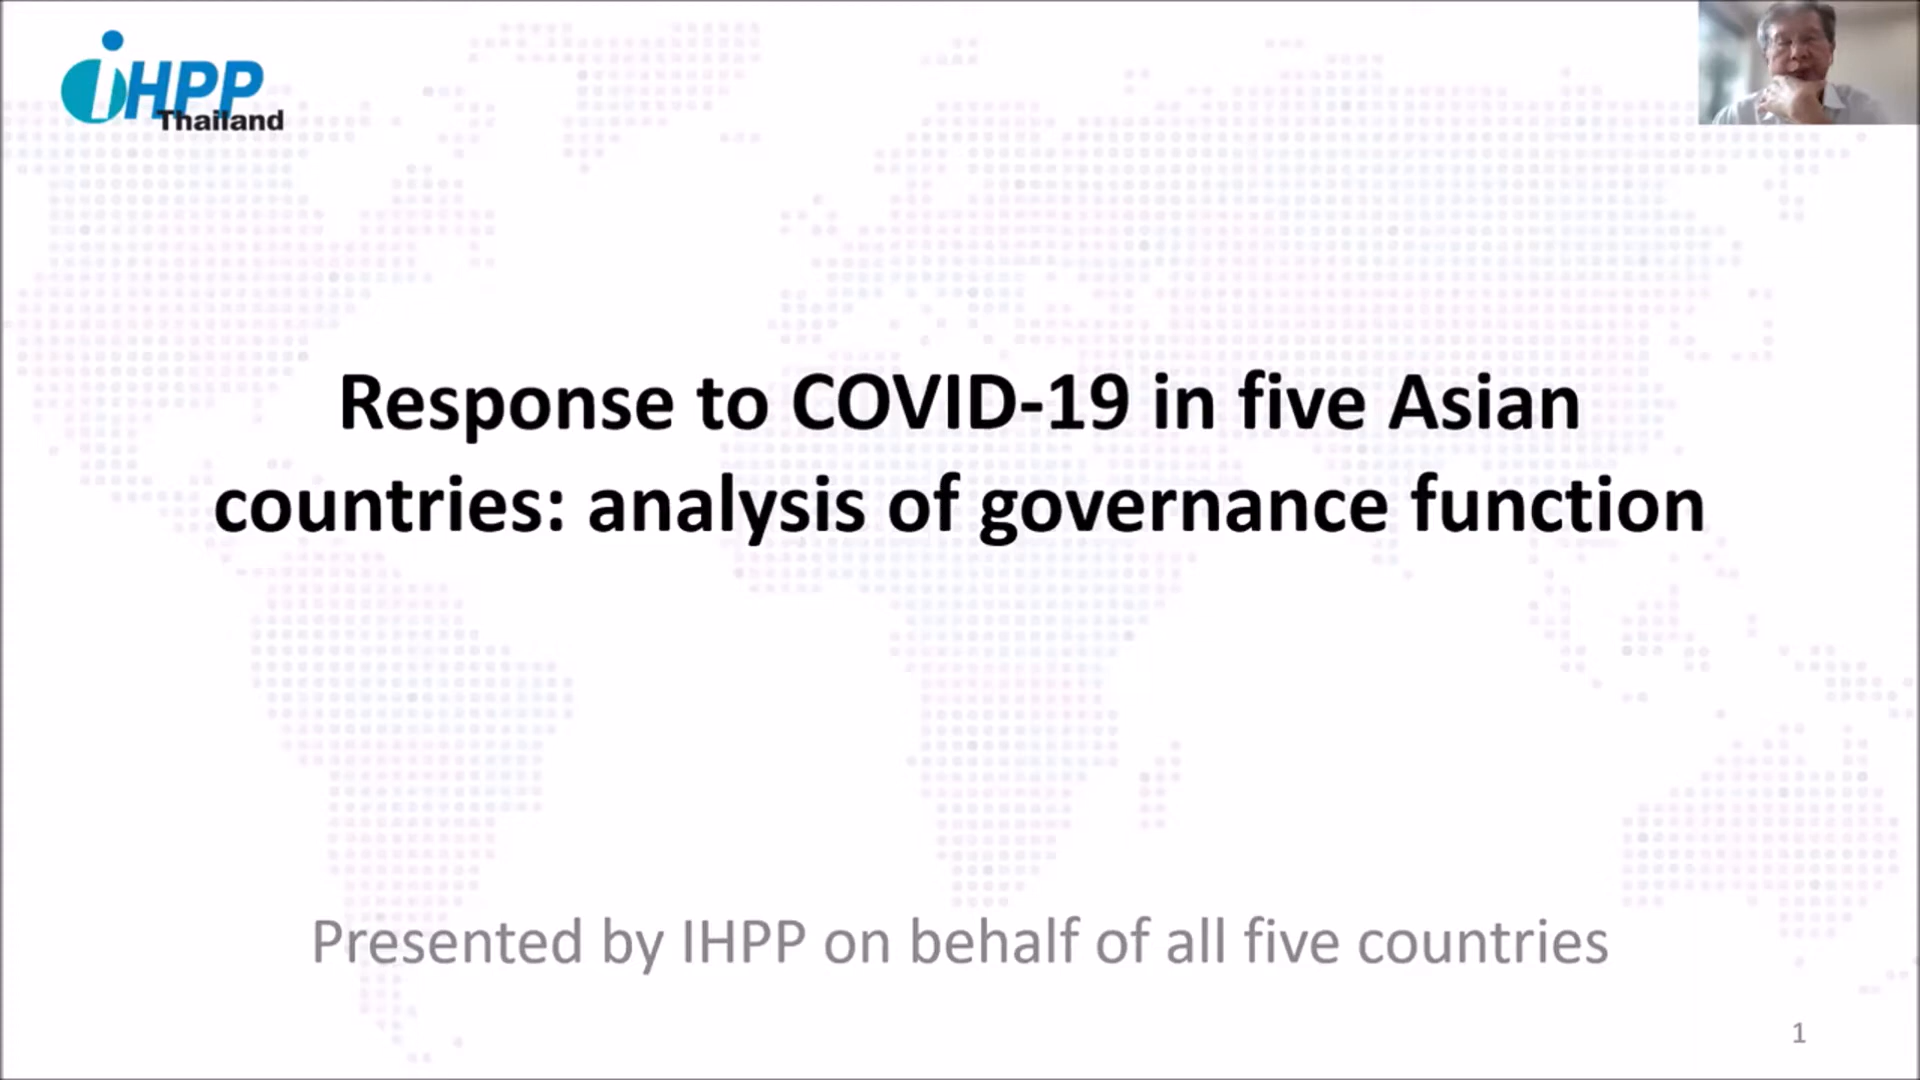 iHPP
Thailand
Response to COVID-19 in five Asian
countries: analysis of governance function
Presented by IHPP on behalf of all five countries
1